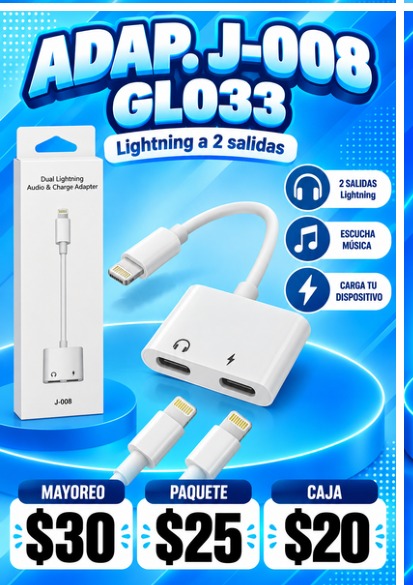 ADAP. J-008
GL033
Lightning a 2 salidas
Dual Lightning
Audio & Charge Adapter
J-008
2 SALIDAS
Lightning
ESCUCHA
MÚSICA
CARGA TU
DISPOSITIVO
MAYOREO
$30
PAQUETE
$25
CAJA
$20